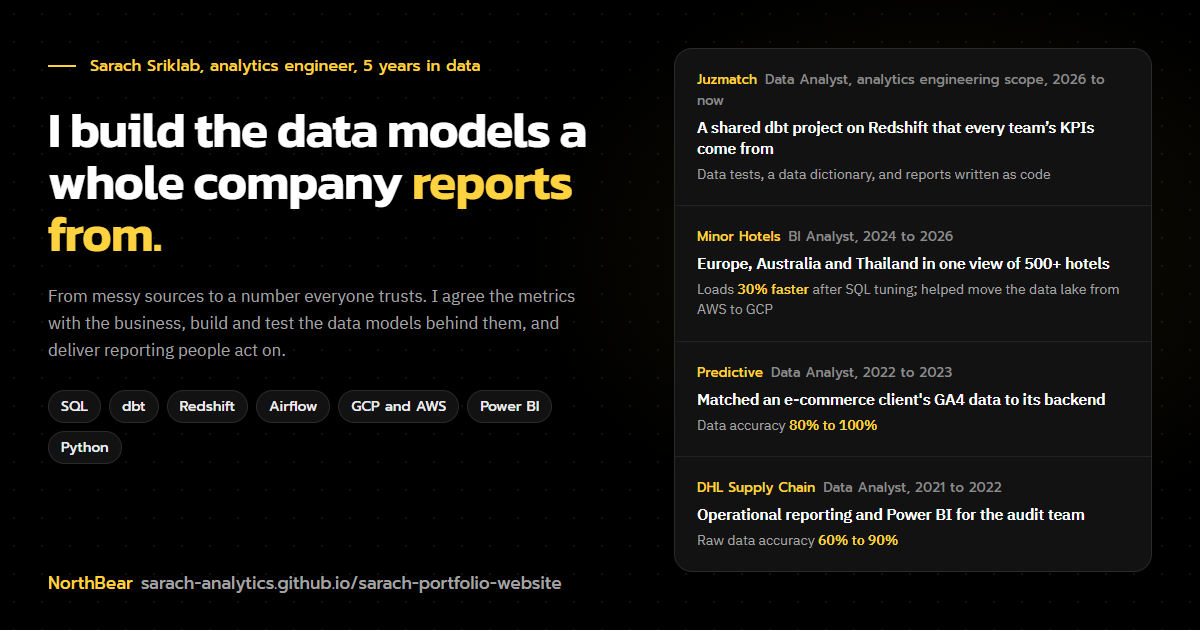 Sarach Sriklab, analytics engineer, 5 years in data
I build the data models a
whole company reports
from.
From messy sources to a number everyone trusts. I agree the metrics
with the business, build and test the data models behind them, and
deliver reporting people act on.
SQL dbt Redshift Airflow GCP and AWS Power BI
Python
NorthBear sarach-analytics.github.io/sarach-portfolio-website
Juzmatch Data Analyst, analytics engineering scope, 2026 to
now
A shared dbt project on Redshift that every team’s KPIs
come from
Data tests, a data dictionary, and reports written as code
Minor Hotels BI Analyst, 2024 to 2026
Europe, Australia and Thailand in one view of 500+ hotels
Loads 30% faster after SQL tuning; helped move the data lake from
AWS to GCP
Predictive Data Analyst, 2022 to 2023
Matched an e-commerce client's GA4 data to its backend
Data accuracy 80% to 100%
DHL Supply Chain Data Analyst, 2021 to 2022
Operational reporting and Power BI for the audit team
Raw data accuracy 60% to 90%